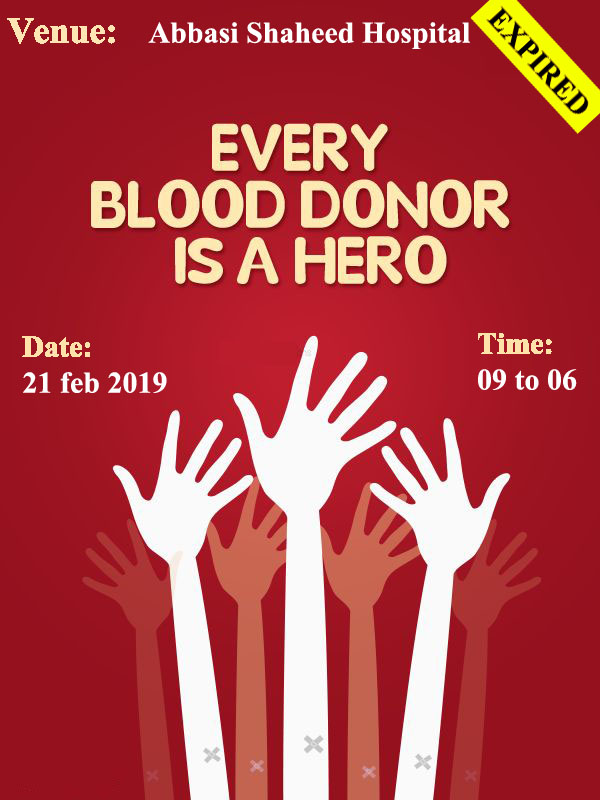 Venue: Abbasi Shaheed Hospital
EXPIRED
EVERY
BLOOD DONOR
IS A HERO
Date:
21 feb 2019
Time:
09 to 06